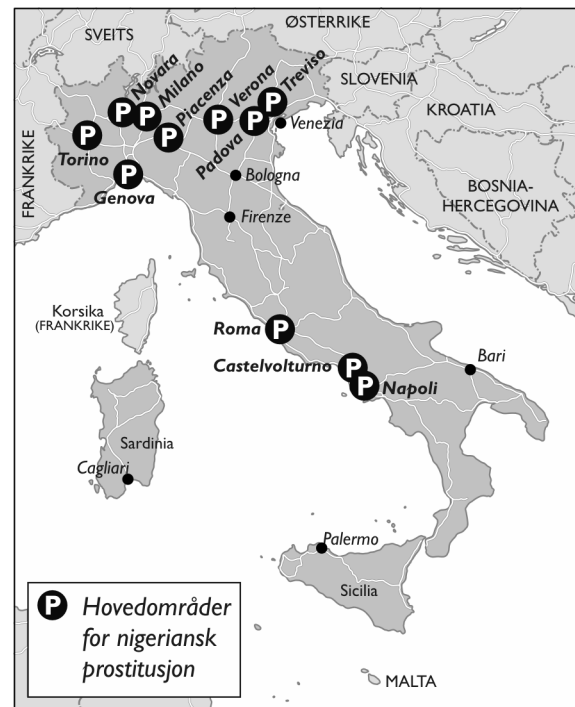 ØSTERRIKE
SVEITS
SLOVENIA
KROATIA
BOSNIA-
HERCEGOVINA
FRANKRIKE
P Novara
P Milano
P Piacenza
P Verona
P Treviso
P Padova
Venezia
P
Torino
P
Genova
Bologna
Firenze
Korsika
(FRANKRIKE)
Roma P
Castelvolturno P
P Napoli
Bari
Sardinia
Cagliari
Palermo
Sicilia
MALTA
P Hovedområder
for nigeriansk
prostitusjon